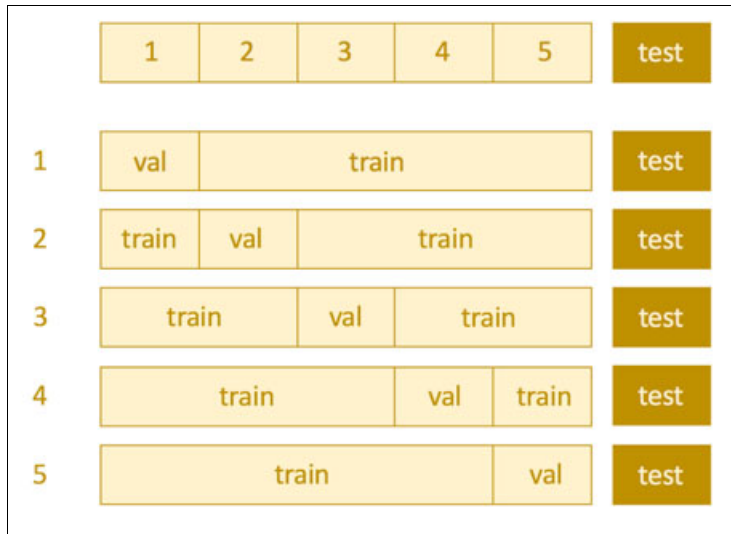 1 2 3 4 5 test
1 val train test
2 train val train test
3 train val train test
4 train val train test
5 train val test